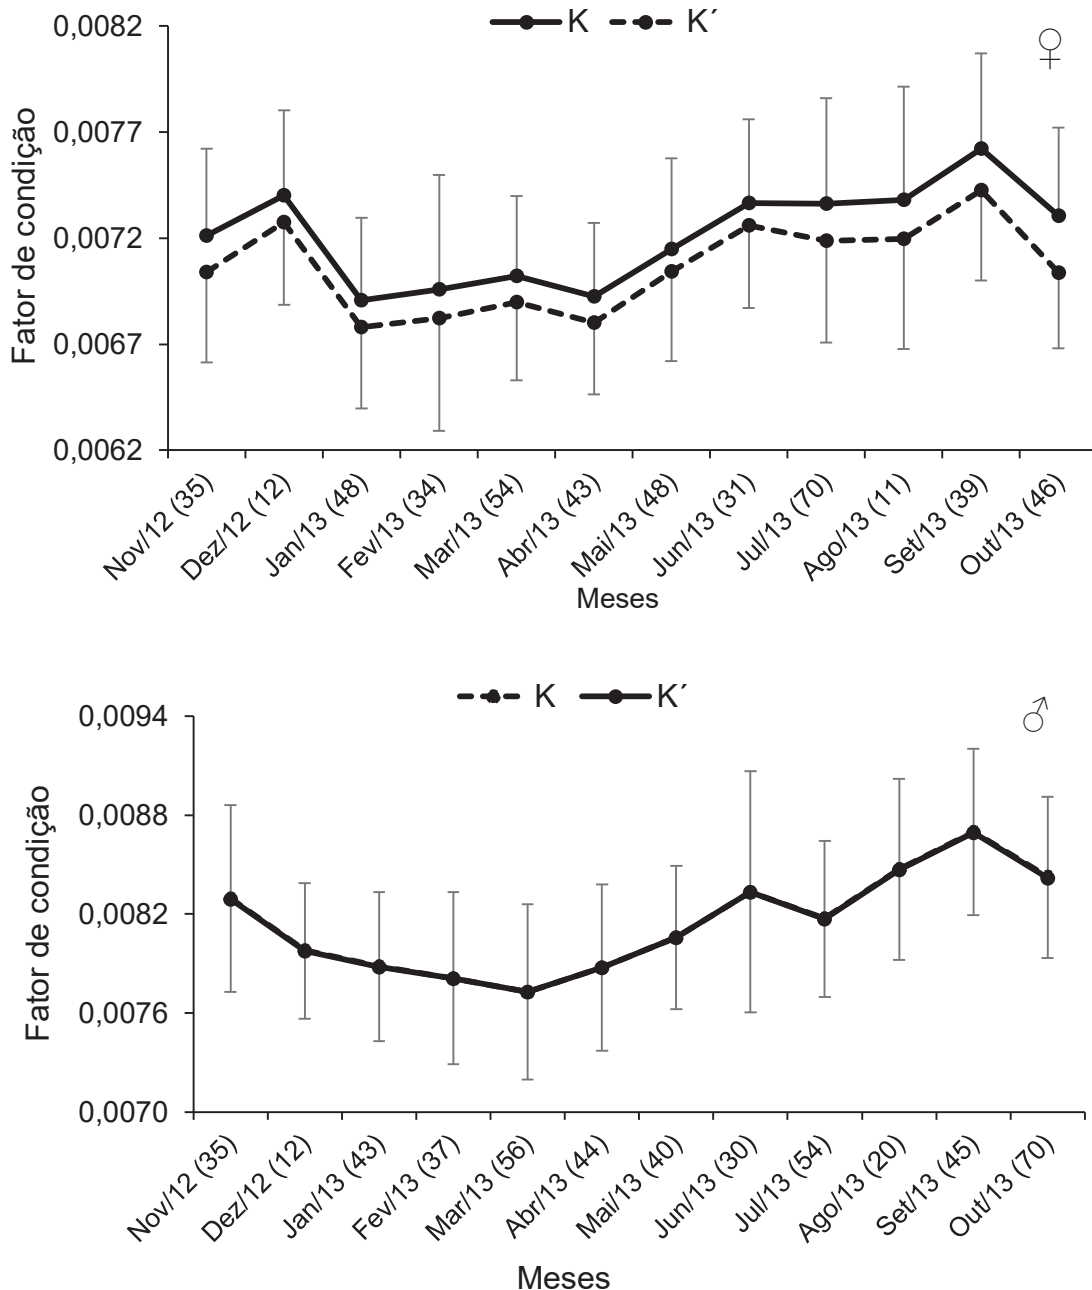 K K´
♀
0,0082
0,0077
0,0072
0,0067
0,0062
Fator de condição
Nov/12 (35)
Dez/12 (12)
Jan/13 (48)
Fev/13 (34)
Mar/13 (54)
Abr/13 (43)
Mai/13 (48)
Jun/13 (31)
Jul/13 (70)
Ago/13 (11)
Set/13 (39)
Out/13 (46)
Meses
K K´
♂
0,0094
0,0088
0,0082
0,0076
0,0070
Fator de condição
Nov/12 (35)
Dez/12 (12)
Jan/13 (43)
Fev/13 (37)
Mar/13 (56)
Abr/13 (44)
Mai/13 (40)
Jun/13 (30)
Jul/13 (54)
Ago/13 (20)
Set/13 (45)
Out/13 (70)
Meses